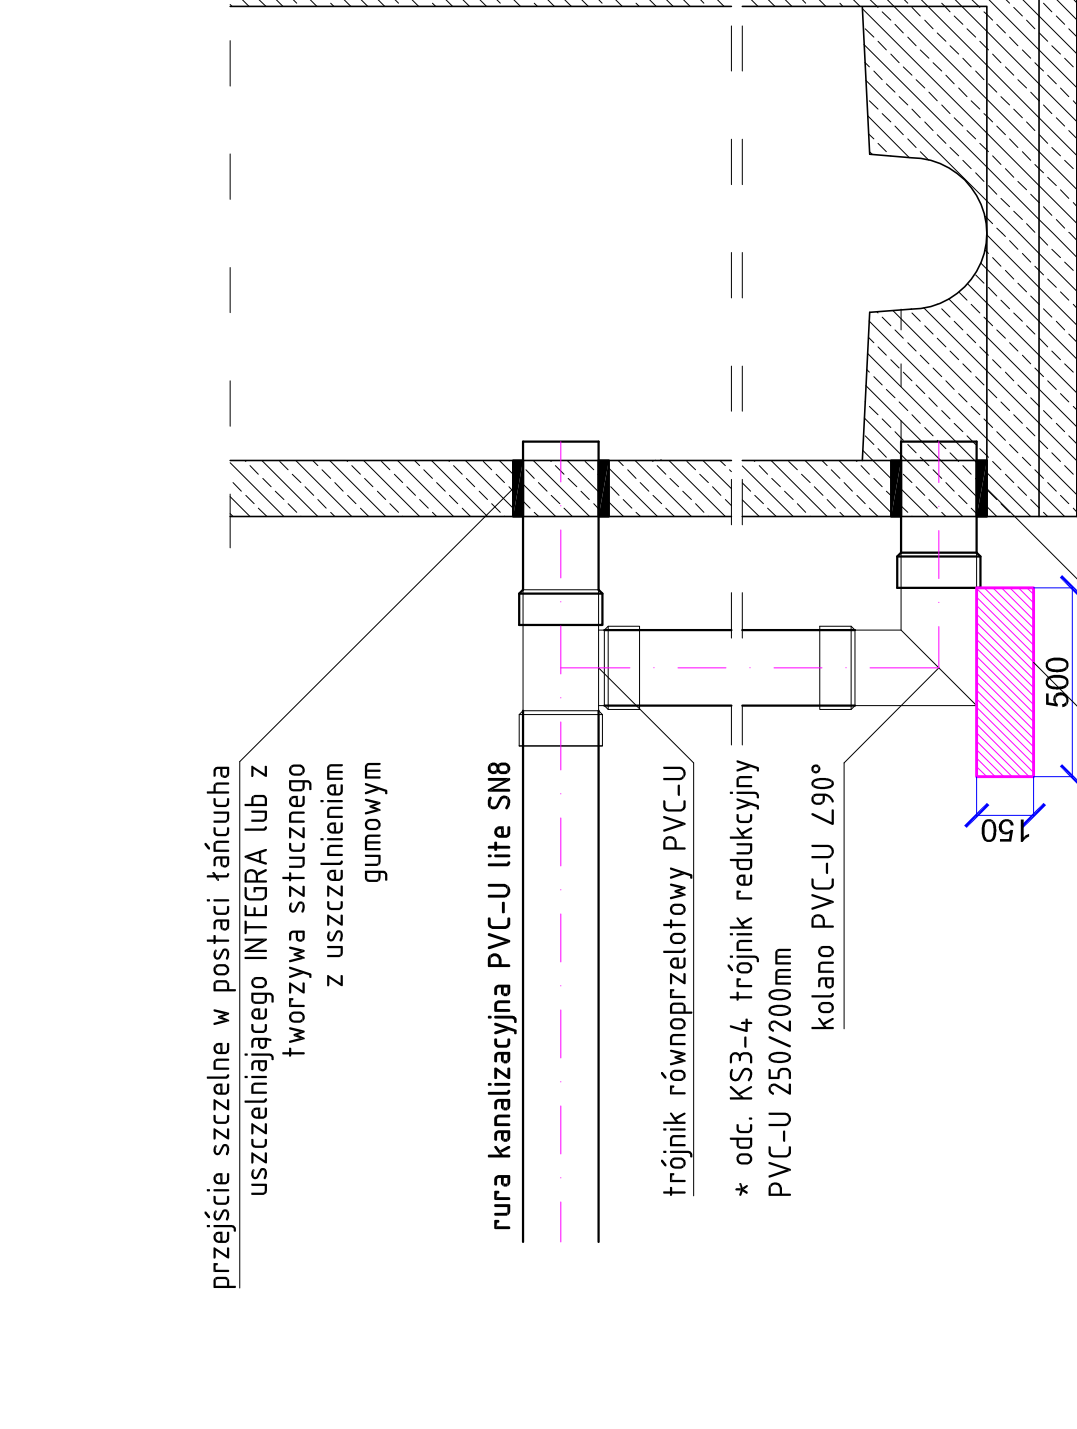 przejście szczelne w postaci łańcucha
uszczelniającego INTEGRA lub z
tworzywa sztucznego
z uszczelnieniem
gumowym
rura kanalizacyjna PVC-U lite SN8
trójnik równoprzelotowy PVC-U
* odc. KS3-4 trójnik redukcyjny
PVC-U 250/200mm
kolano PVC-U ∠90°
150
500